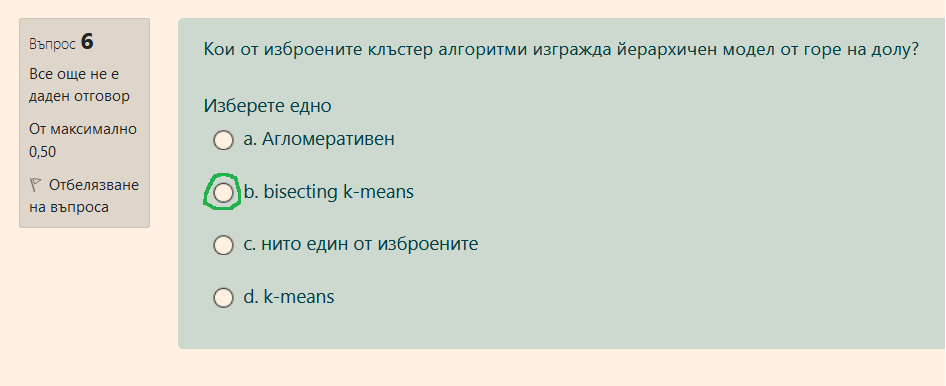 Въпрос 6
Все още не е
даден отговор
От максимално
0,50
Отбелязване
на въпроса
Кои от изброените клъстер алгоритми изгражда йерархичен модел от горе на долу?
Изберете едно
a. Агломеративен
b. bisecting k-means
c. нито един от изброените
d. k-means